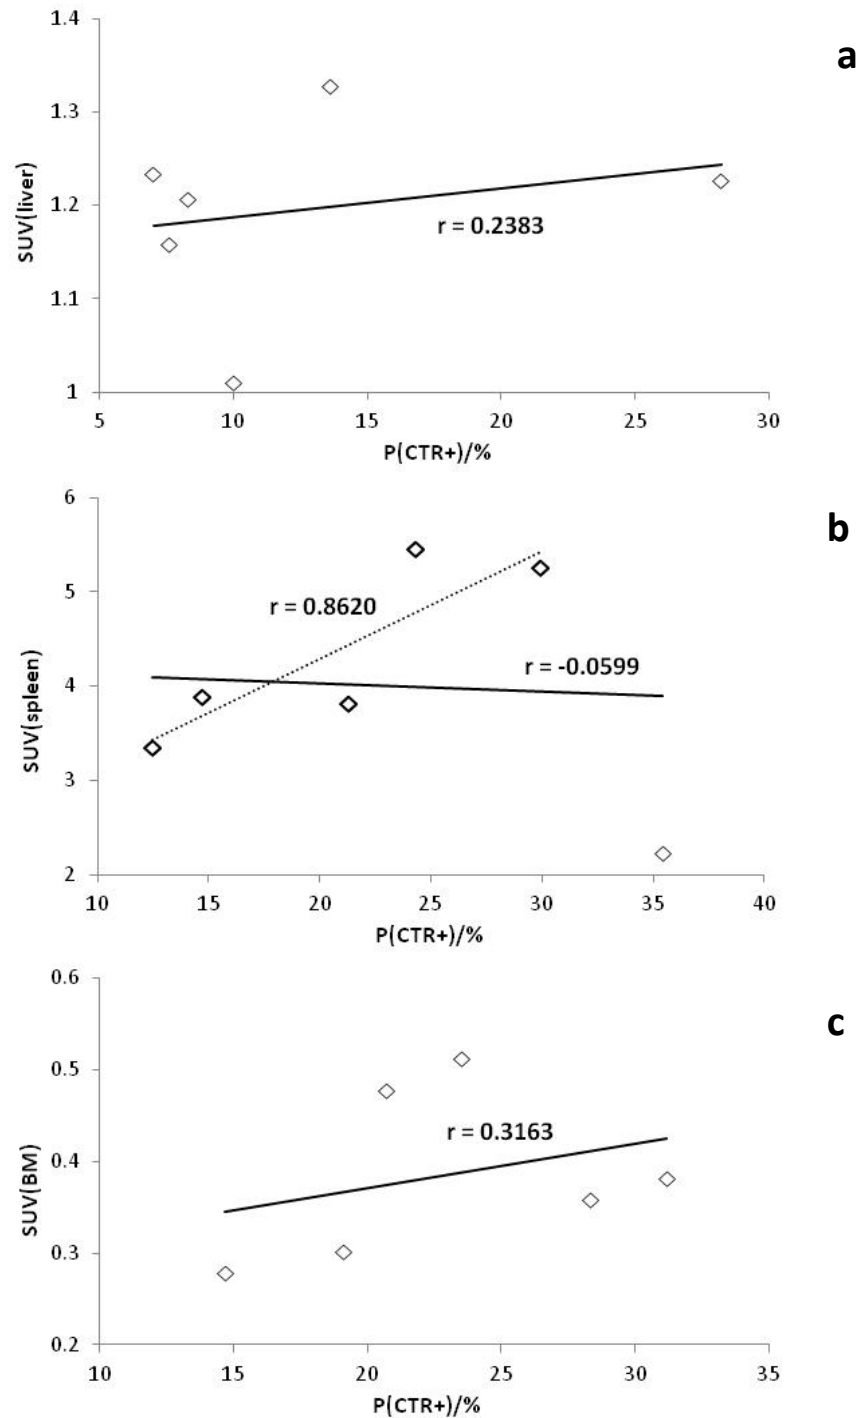 a
1.4
1.3
1.2
1.1
1
SUV(liver)
r = 0.2383
5 10 15 20 25 30
P(CTR+)/%
b
6
5
4
3
2
SUV(spleen)
r = 0.8620
r = -0.0599
10 15 20 25 30 35 40
P(CTR+)/%
c
0.6
0.5
0.4
0.3
0.2
SUV(BM)
r = 0.3163
10 15 20 25 30 35
P(CTR+)/%